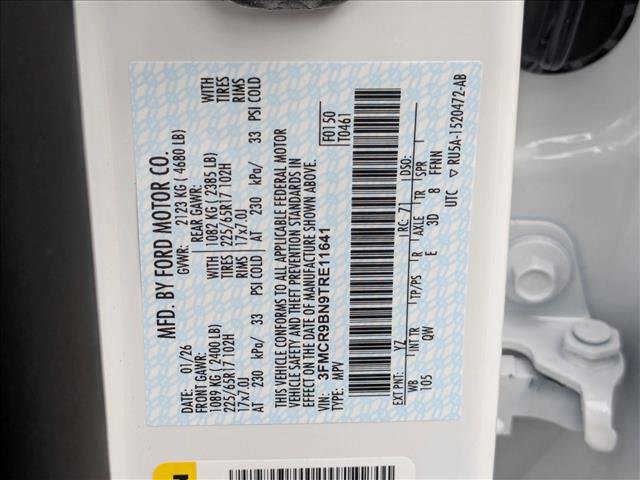 MFD. BY FORD MOTOR CO.
DATE: 01/26 GVWR: 2123 KG ( 4680 LB)
FRONT GAWR: REAR GAWR:
1089 KG ( 2400 LB) 1082 KG ( 2385 LB) WITH
225/65R17 102H 225/65R17 102H TIRES
17x7.0J RIMS 17x7.0J RIMS
AT 230 kPa/ 33 PSI COLD AT 230 kPa/ 33 PSI COLD
THIS VEHICLE CONFORMS TO ALL APPLICABLE FEDERAL MOTOR
VEHICLE SAFETY AND THEFT PREVENTION STANDARDS IN
EFFECT ON THE DATE OF MANUFACTURE SHOWN ABOVE.
VIN: 3FMCR9BN9TRE11641
TYPE: MPV
F0150
T0461
EXT PNT: YZ RC: 71 DSO:
WB INT TR TP/PS R AXLE TR SPR
105 QW E 3D 8 FFNN
UTC ▽ RU5A-1520472-AB